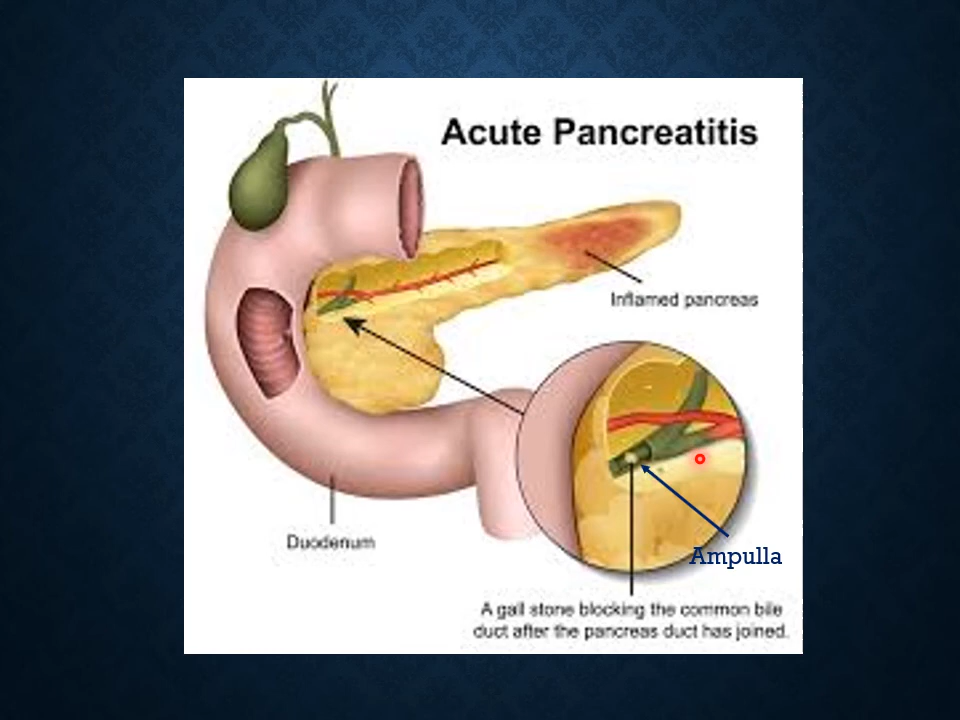 Acute Pancreatitis
Inflamed pancreas
Duodenum
Ampulla
A gall stone blocking the common bile
duct after the pancreas duct has joined.